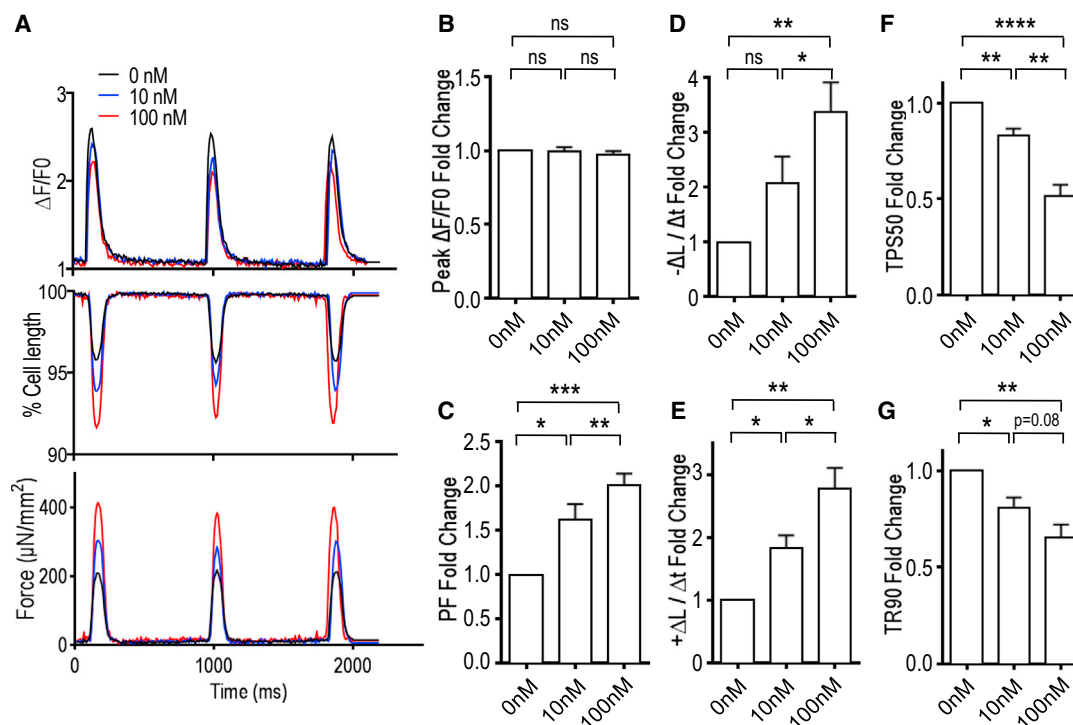 A
0 nM
10 nM
100 nM
ΔF/F0
3
2
1
% Cell length
100
95
90
Force (µN/mm²)
400
200
0
0
1000
2000
Time (ms)
B
ns
ns
ns
Peak ΔF/F0 Fold Change
1.5
1.0
0.5
0.0
0nM
10nM
100nM
C
***
*
**
PF Fold Change
2.5
2.0
1.5
1.0
0.5
0.0
0nM
10nM
100nM
D
**
ns
*
-ΔL / Δt Fold Change
4
3
2
1
0
0nM
10nM
100nM
E
**
*
*
+ΔL / Δt Fold Change
3
2
1
0
0nM
10nM
100nM
F
****
**
**
TPS50 Fold Change
1.0
0.5
0.0
0nM
10nM
100nM
G
**
*
p=0.08
TR90 Fold Change
1.0
0.5
0.0
0nM
10nM
100nM